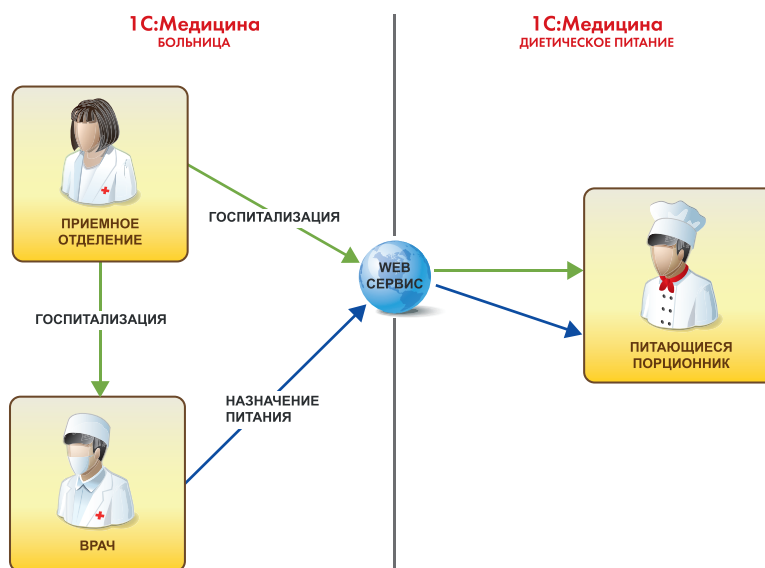 1С:Медицина
БОЛЬНИЦА
1С:Медицина
ДИЕТИЧЕСКОЕ ПИТАНИЕ
ПРИЕМНОЕ
ОТДЕЛЕНИЕ
ГОСПИТАЛИЗАЦИЯ
WEB
СЕРВИС
ГОСПИТАЛИЗАЦИЯ
ПИТАЮЩИЕСЯ
ПОРЦИОННИК
НАЗНАЧЕНИЕ
ПИТАНИЯ
ВРАЧ